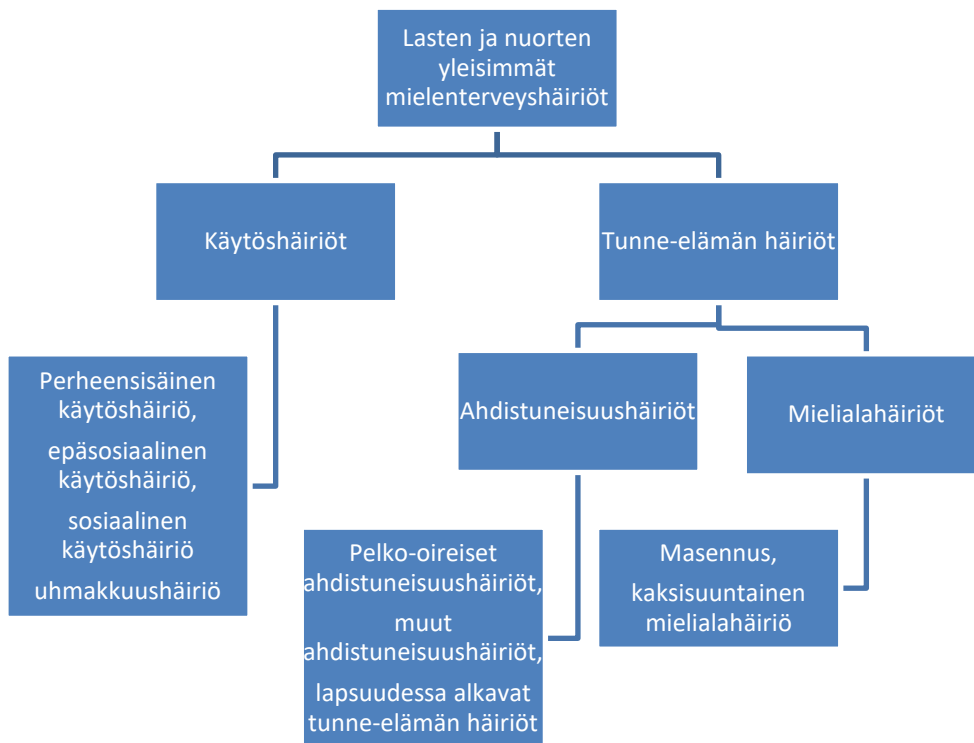 Lasten ja nuorten
yleisimmät
mielenterveyshäiriöt
Käytöshäiriöt
Tunne-elämän häiriöt
Perheensisäinen
käytöshäiriö,
epäsosiaalinen
käytöshäiriö,
sosiaalinen
käytöshäiriö
uhmakkuushäiriö
Ahdistuneisuushäiriöt
Mielialahäiriöt
Pelko-oireiset
ahdistuneisuushäiriöt,
muut
ahdistuneisuushäiriöt,
lapsuudessa alkavat
tunne-elämän häiriöt
Masennus,
kaksisuuntainen
mielialahäiriö